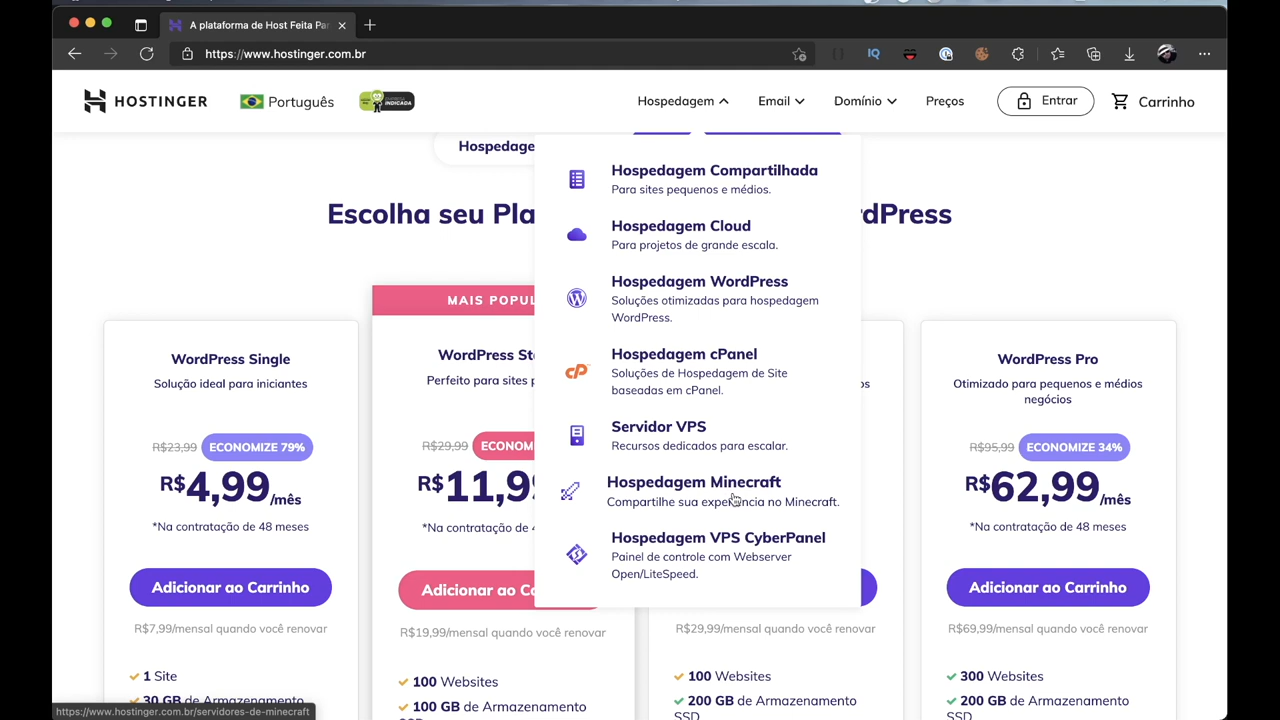 A plataforma de Host Feita Par
https://www.hostinger.com.br
IQ
HOSTINGER
Português
EMPRESA
INDICADA
Hospedagem
Email
Domínio
Preços
Entrar
Carrinho
Hospedage
Escolha seu Pla
rdPress
Hospedagem Compartilhada
Para sites pequenos e médios.
Hospedagem Cloud
Para projetos de grande escala.
Hospedagem WordPress
Soluções otimizadas para hospedagem
WordPress.
Hospedagem cPanel
Soluções de Hospedagem de Site
baseadas em cPanel.
Servidor VPS
Recursos dedicados para escalar.
Hospedagem Minecraft
Compartilhe sua experiência no Minecraft.
Hospedagem VPS CyberPanel
Painel de controle com Webserver
Open/LiteSpeed.
WordPress Single
Solução ideal para iniciantes
R$23,99 ECONOMIZE 79%
R$4,99/mês
*Na contratação de 48 meses
Adicionar ao Carrinho
R$7,99/mensal quando você renovar
1 Site
30 GB de Armazenamento
MAIS POPUL
WordPress Sta
Perfeito para sites p
R$29,99 ECONOM
R$11,99
*Na contratação de 4
Adicionar ao Ca
R$19,99/mensal quando você renovar
100 Websites
100 GB de Armazenamento
SSD
os
R$29,99/mensal quando você renovar
100 Websites
200 GB de Armazenamento
SSD
WordPress Pro
Otimizado para pequenos e médios
negócios
R$95,99 ECONOMIZE 34%
R$62,99/mês
*Na contratação de 48 meses
Adicionar ao Carrinho
R$69,99/mensal quando você renovar
300 Websites
200 GB de Armazenamento
SSD
https://www.hostinger.com.br/servidores-de-minecraft